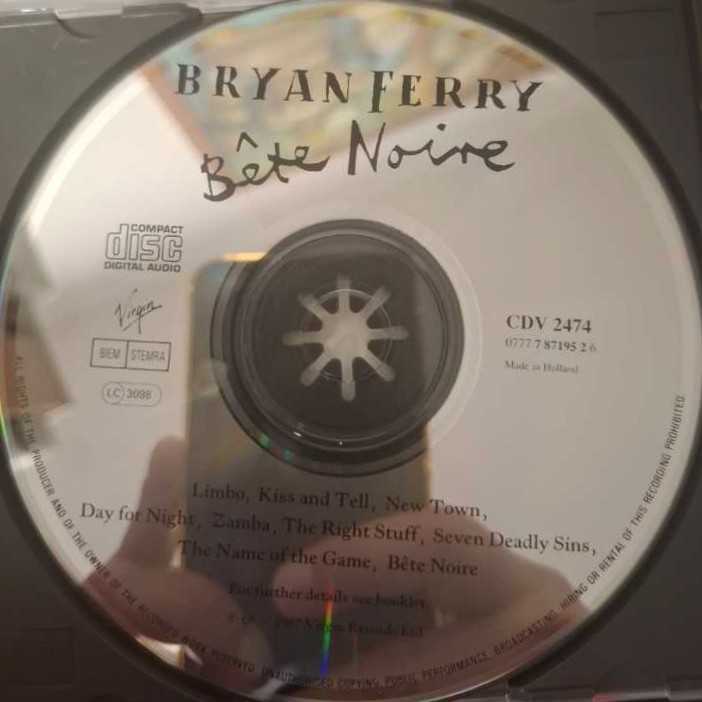 BRYAN FERRY
Bête Noire
COMPACT
disc
DIGITAL AUDIO
Virgin
BIEM STEMRA
LC 3098
CDV 2474
0777 7 87195 2 6
Made in Holland
Limbo, Kiss and Tell, New Town,
Day for Night, Zamba, The Right Stuff, Seven Deadly Sins,
The Name of the Game, Bête Noire
For further details see booklet
1987 Virgin Records Ltd
ALL RIGHTS OF THE PRODUCER AND OF THE OWNER OF THE RECORDED WORK RESERVED. UNAUTHORISED COPYING, PUBLIC PERFORMANCE, BROADCASTING, HIRING OR RENTAL OF THIS RECORDING PROHIBITED